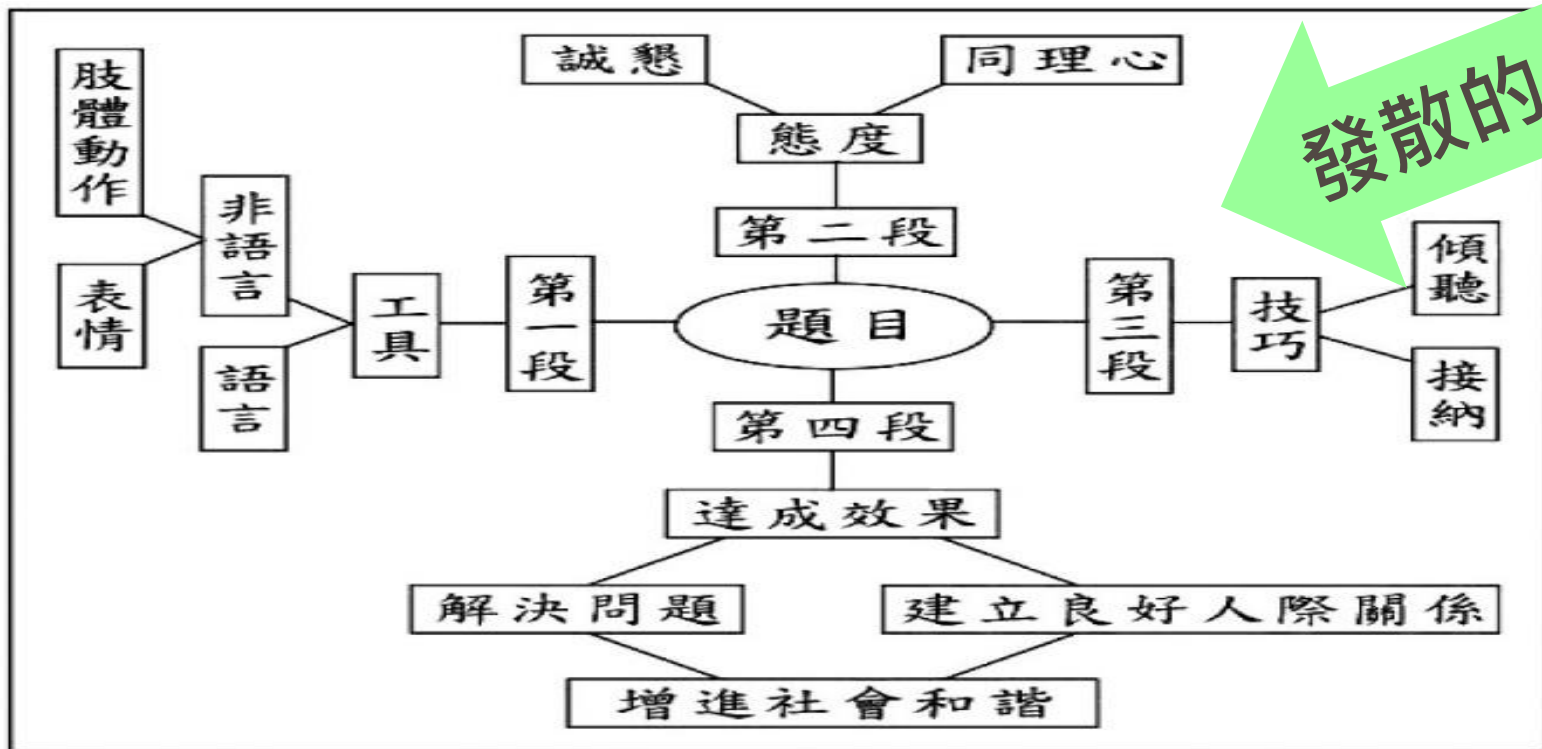 誠懇
同理心
態度
第二段
發散的
肢體動作
表情
非語言
語言
工具
第一段
題目
第三段
技巧
傾聽
接納
第四段
達成效果
解決問題
建立良好人際關係
增進社會和諧